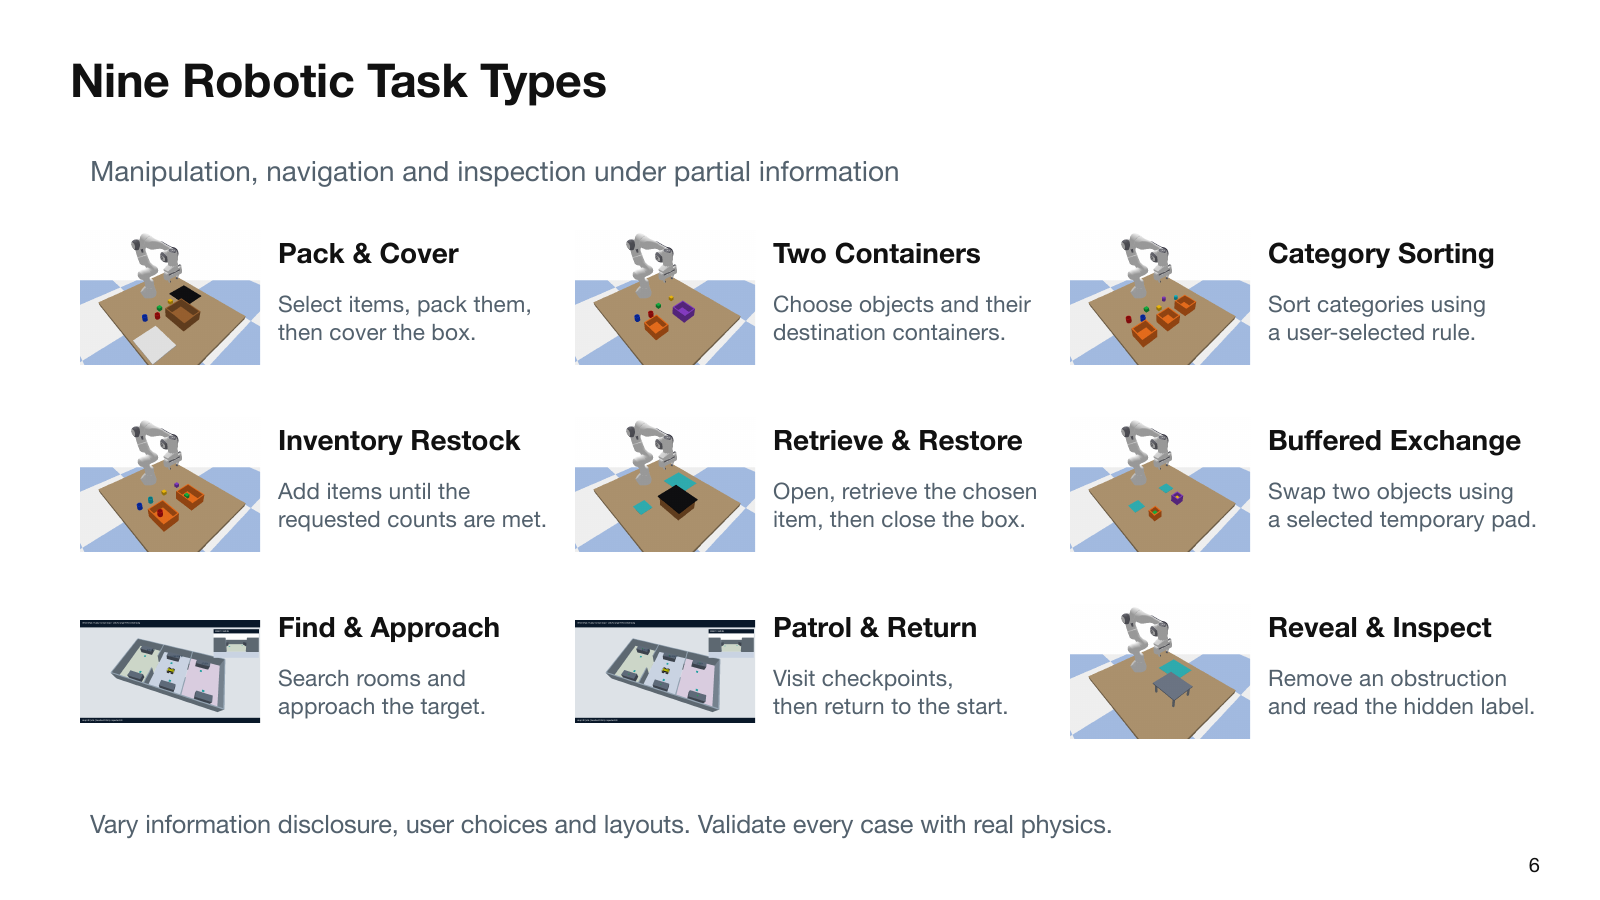 Nine Robotic Task Types
Manipulation, navigation and inspection under partial information
Pack & Cover
Select items, pack them,
then cover the box.
Two Containers
Choose objects and their
destination containers.
Category Sorting
Sort categories using
a user-selected rule.
Inventory Restock
Add items until the
requested counts are met.
Retrieve & Restore
Open, retrieve the chosen
item, then close the box.
Buffered Exchange
Swap two objects using
a selected temporary pad.
Find & Approach
Search rooms and
approach the target.
Patrol & Return
Visit checkpoints,
then return to the start.
Reveal & Inspect
Remove an obstruction
and read the hidden label.
Vary information disclosure, user choices and layouts. Validate every case with real physics.
6